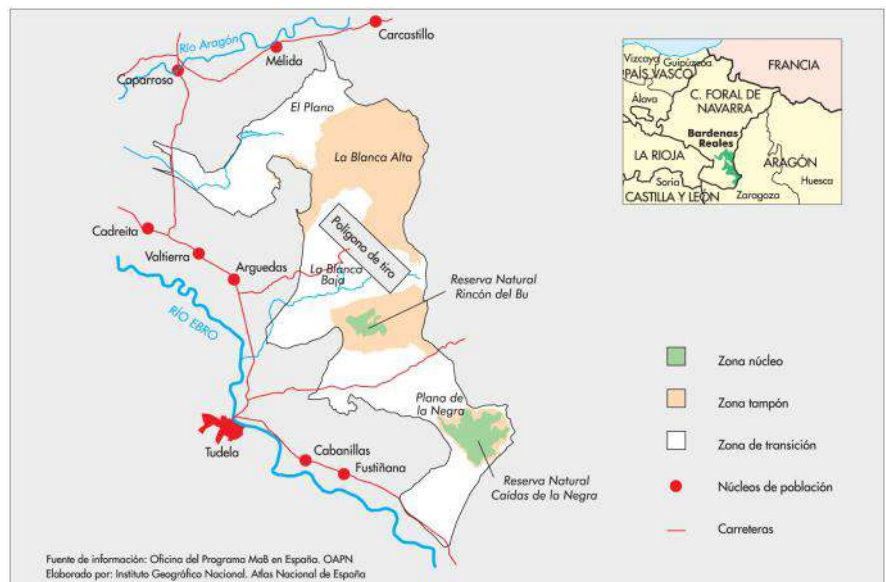 Carcastillo
Río Aragón
Mélida
Caparroso
El Plano
La Blanca Alta
Cadreita
Valtierra
Arguedas
Polígono de tiro
La Blanca
Baja
Reserva Natural
Rincón del Bu
RÍO EBRO
Plana de
la Negra
Tudela
Cabanillas
Fustiñana
Reserva Natural
Caídas de la Negra
Vizcaya
Guipúzcoa
FRANCIA
PAÍS VASCO
Álava
C. FORAL DE
NAVARRA
Bardenas
Reales
LA RIOJA
ARAGÓN
Soria
Huesca
CASTILLA Y LEÓN
Zaragoza
Zona núcleo
Zona tampón
Zona de transición
Núcleos de población
Carreteras
Fuente de información: Oficina del Programa MaB en España. OAPN
Elaborado por: Instituto Geográfico Nacional. Atlas Nacional de España